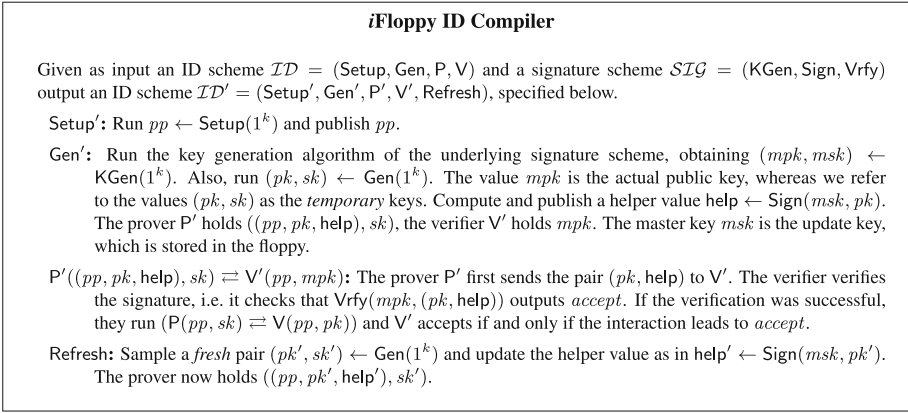 iFloppy ID Compiler
Given as input an ID scheme 𝓘𝓓 = (Setup, Gen, P, V) and a signature scheme 𝓢𝓘𝓖 = (KGen, Sign, Vrfy)
output an ID scheme 𝓘𝓓′ = (Setup′, Gen′, P′, V′, Refresh), specified below.
Setup′: Run pp ← Setup(1ᵏ) and publish pp.
Gen′: Run the key generation algorithm of the underlying signature scheme, obtaining (mpk, msk) ←
KGen(1ᵏ). Also, run (pk, sk) ← Gen(1ᵏ). The value mpk is the actual public key, whereas we refer
to the values (pk, sk) as the temporary keys. Compute and publish a helper value help ← Sign(msk, pk).
The prover P′ holds ((pp, pk, help), sk), the verifier V′ holds mpk. The master key msk is the update key,
which is stored in the floppy.
P′((pp, pk, help), sk) ⇄ V′(pp, mpk): The prover P′ first sends the pair (pk, help) to V′. The verifier verifies
the signature, i.e. it checks that Vrfy(mpk, (pk, help)) outputs accept. If the verification was successful,
they run (P(pp, sk) ⇄ V(pp, pk)) and V′ accepts if and only if the interaction leads to accept.
Refresh: Sample a fresh pair (pk′, sk′) ← Gen(1ᵏ) and update the helper value as in help′ ← Sign(msk, pk′).
The prover now holds ((pp, pk′, help′), sk′).